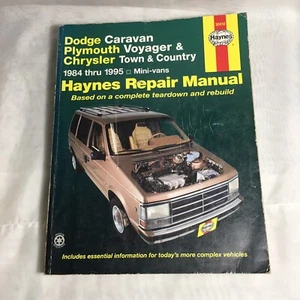 Dodge Caravan
Plymouth Voyager &
Chrysler Town & Country
1984 thru 1995 □ Mini-vans
Haynes Repair Manual
Based on a complete teardown and rebuild
Haynes
Includes essential information for today's more complex vehicles